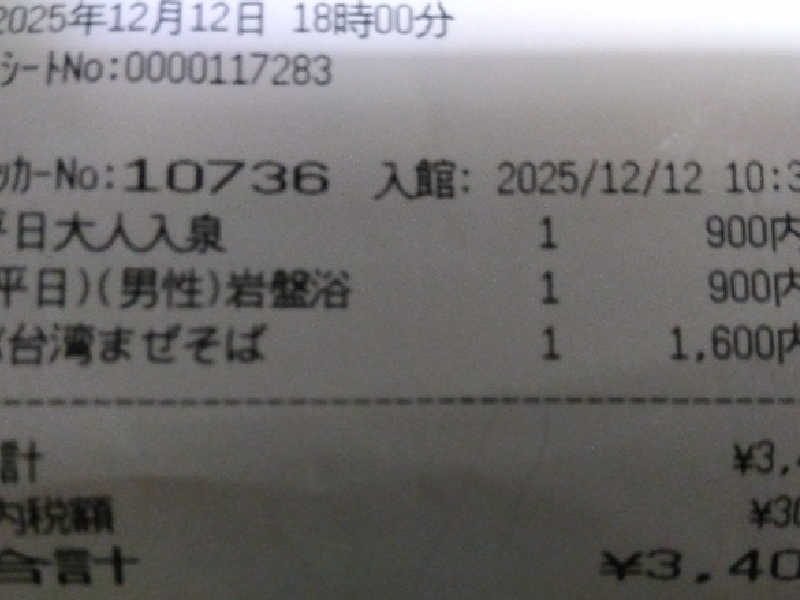 2025年12月12日 18時00分
シートNo:0000117283
ッカーNo:10736 入館: 2025/12/12 10:3
平日大人入泉 1 900内
平日)(男性)岩盤浴 1 900内
台湾まぜそば 1 1,600内
計 ¥3,4
内税額 ¥30
合計 ¥3,40